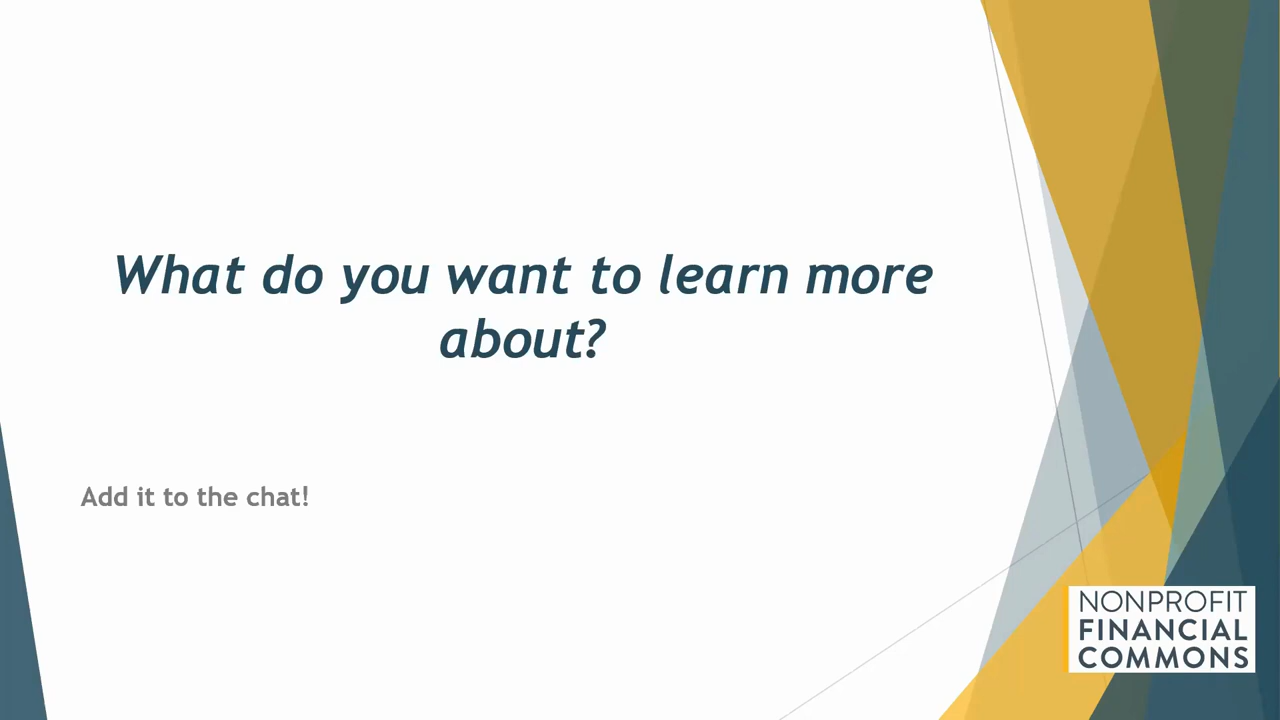 What do you want to learn more
about?
Add it to the chat!
NONPROFIT
FINANCIAL
COMMONS